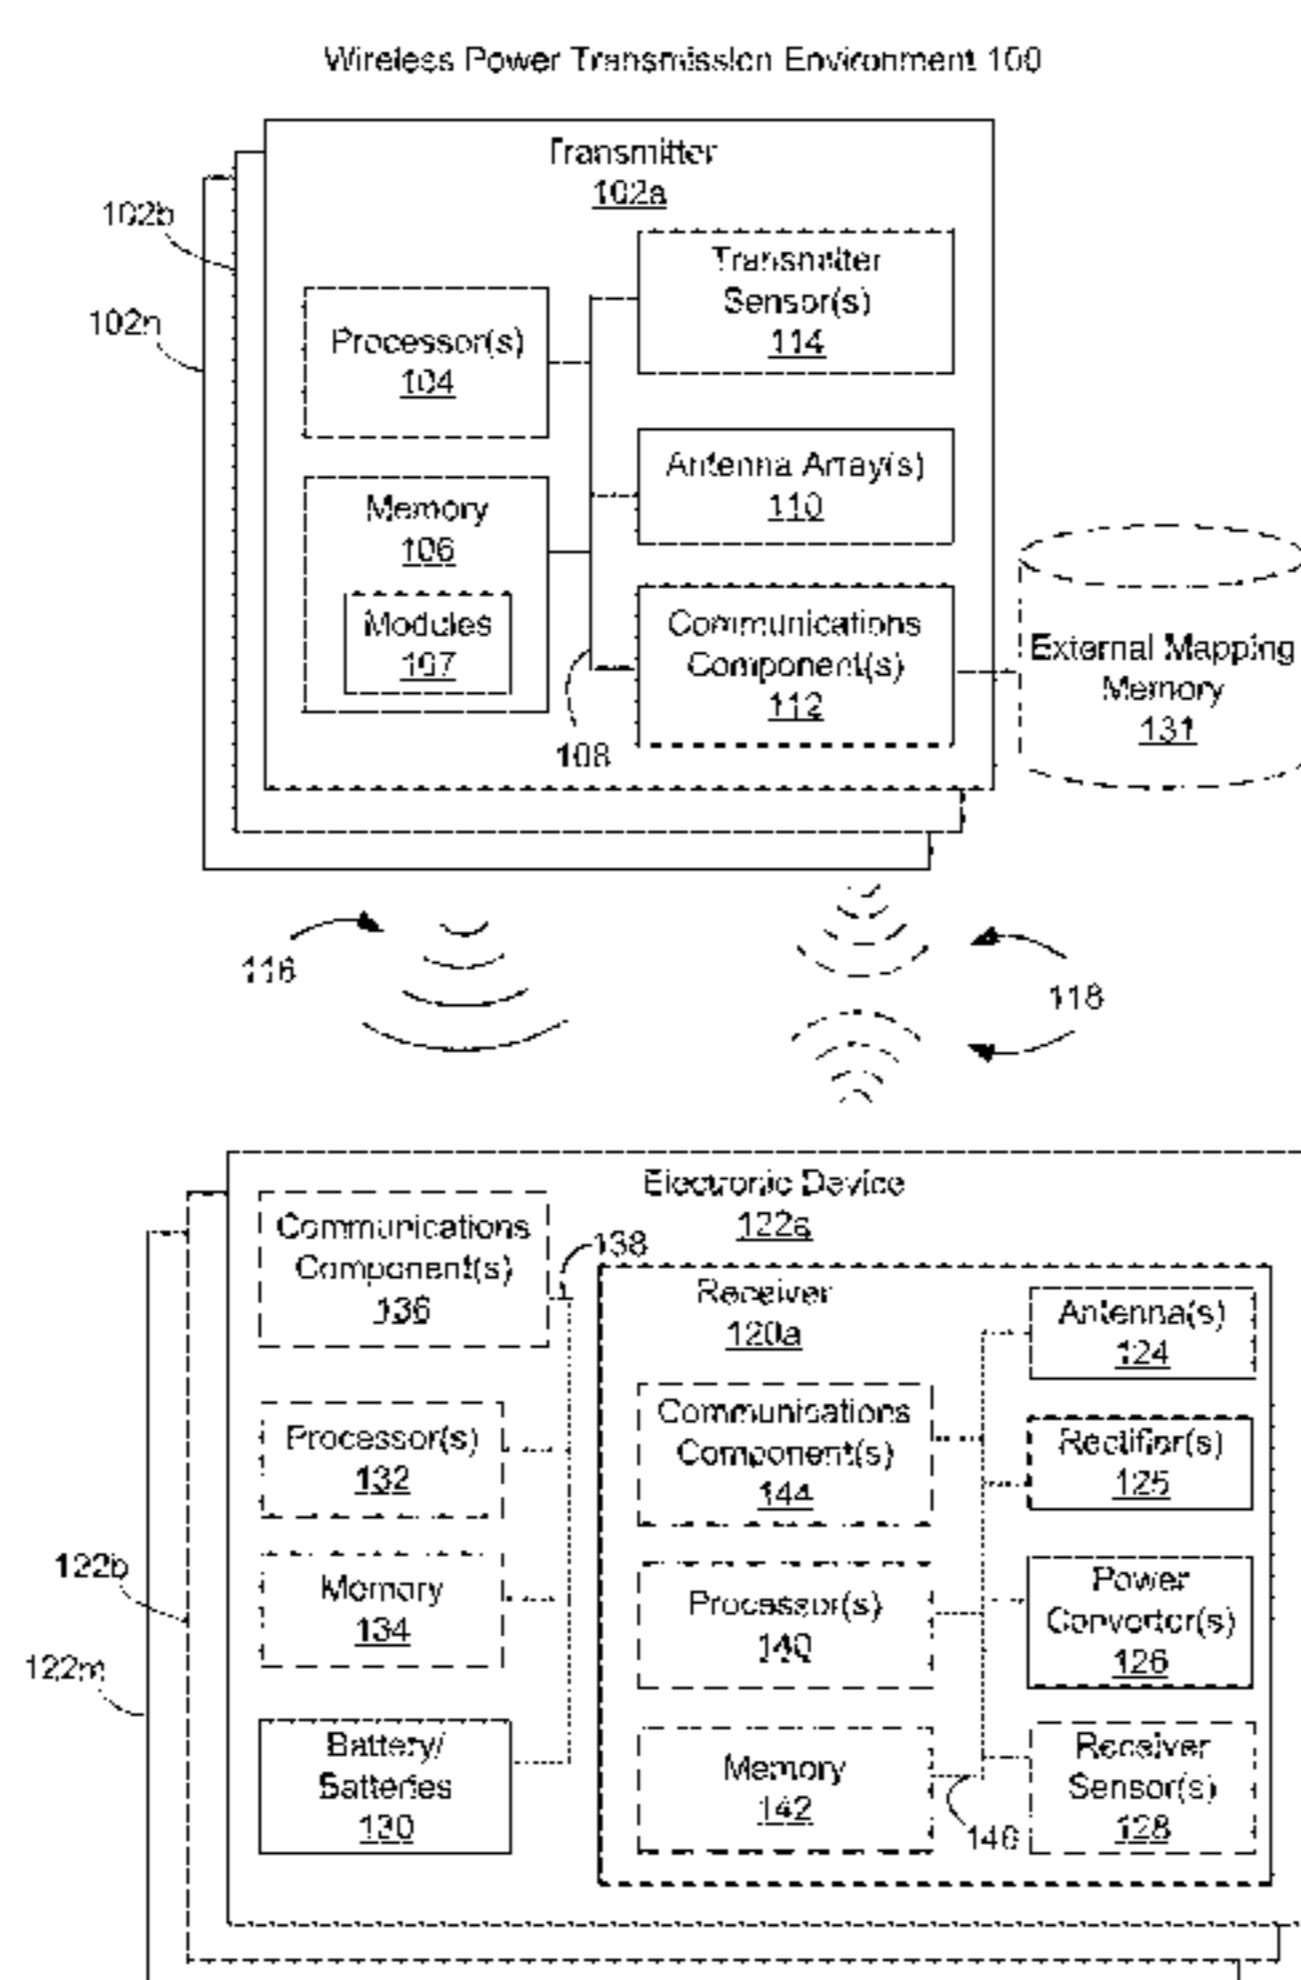 Wireless Power Transmission Environment 100
Transmitter
102a
102b
102n
Processor(s)
104
Memory
106
Modules
107
108
Transmitter
Sensor(s)
114
Antenna Array(s)
110
Communications
Component(s)
112
External Mapping
Memory
131
116
118
Electronic Device
122a
122b
122m
Communications
Component(s)
136
138
Processor(s)
132
Memory
134
Battery/
Batteries
130
Receiver
120a
Communications
Component(s)
144
Processor(s)
140
Memory
142
146
Antenna(s)
124
Rectifier(s)
125
Power
Convertor(s)
126
Receiver
Sensor(s)
128